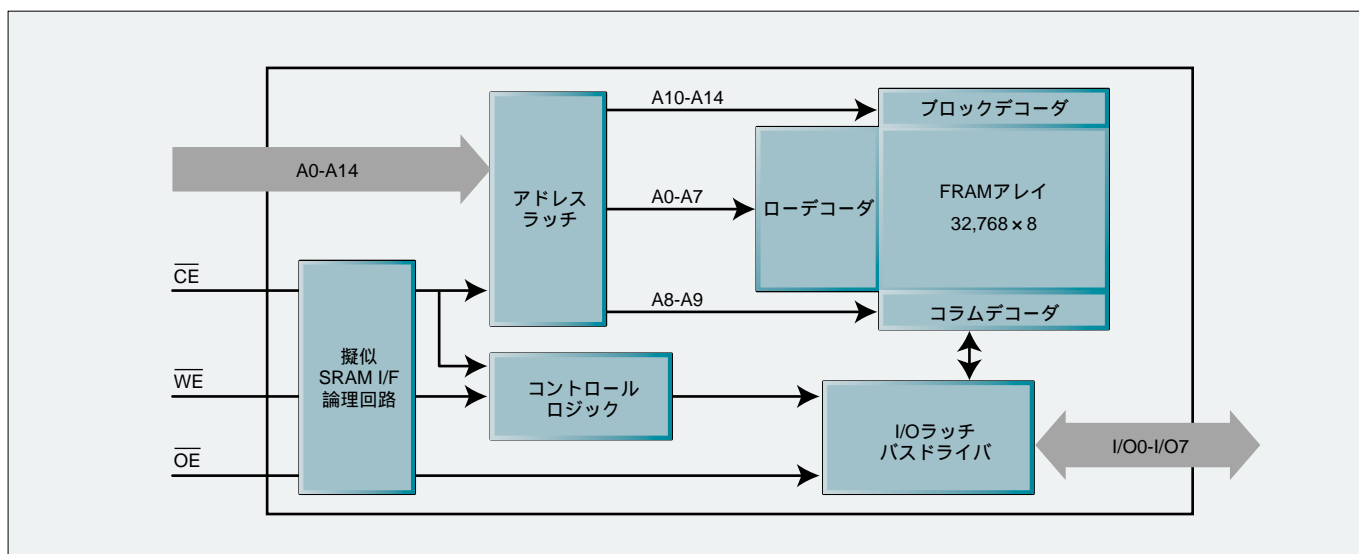 A10-A14
ブロックデコーダ
A0-A14
アドレス
ラッチ
A0-A7
ローデコーダ
FRAMアレイ
32,768×8
CE
A8-A9
コラムデコーダ
擬似
SRAM I/F
論理回路
WE
コントロール
ロジック
I/Oラッチ
バスドライバ
I/O0-I/O7
OE